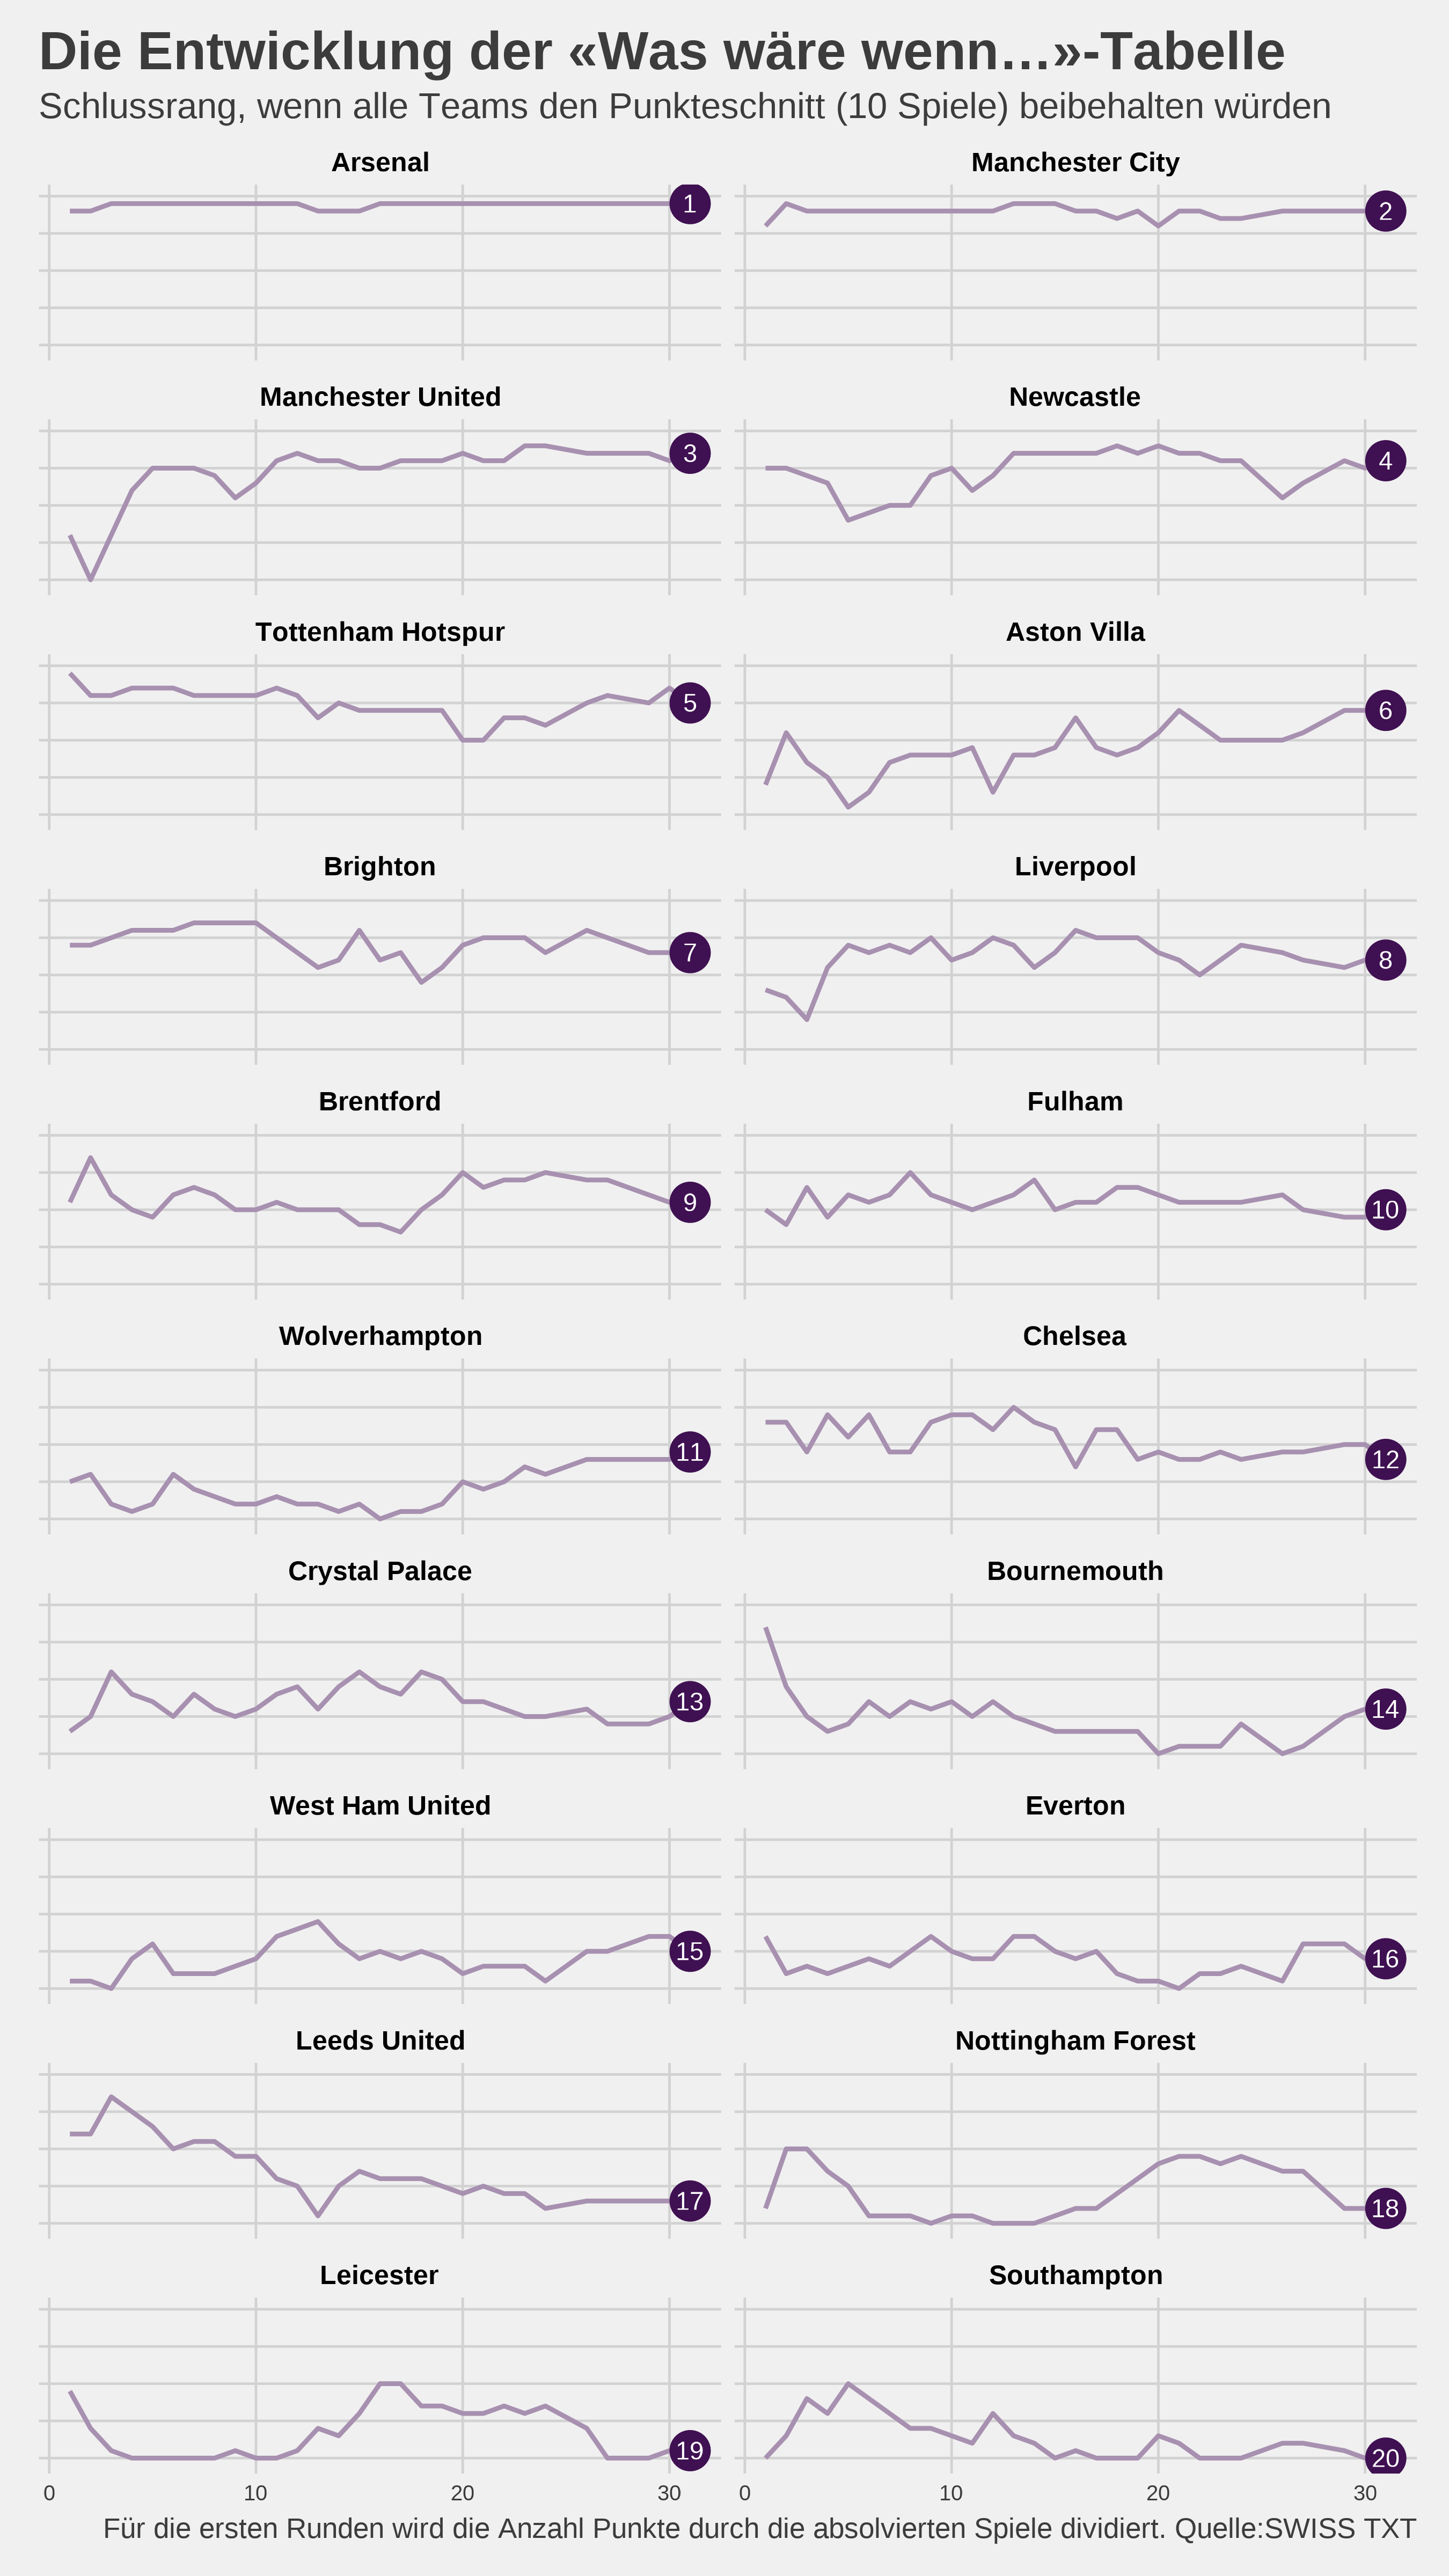 Die Entwicklung der «Was wäre wenn…»-Tabelle
Schlussrang, wenn alle Teams den Punkteschnitt (10 Spiele) beibehalten würden
Arsenal
Manchester City
1
2
Manchester United
Newcastle
3
4
Tottenham Hotspur
Aston Villa
5
6
Brighton
Liverpool
7
8
Brentford
Fulham
9
10
Wolverhampton
Chelsea
11
12
Crystal Palace
Bournemouth
13
14
West Ham United
Everton
15
16
Leeds United
Nottingham Forest
17
18
Leicester
Southampton
19
20
0 10 20 30 0 10 20 30
Für die ersten Runden wird die Anzahl Punkte durch die absolvierten Spiele dividiert. Quelle:SWISS TXT